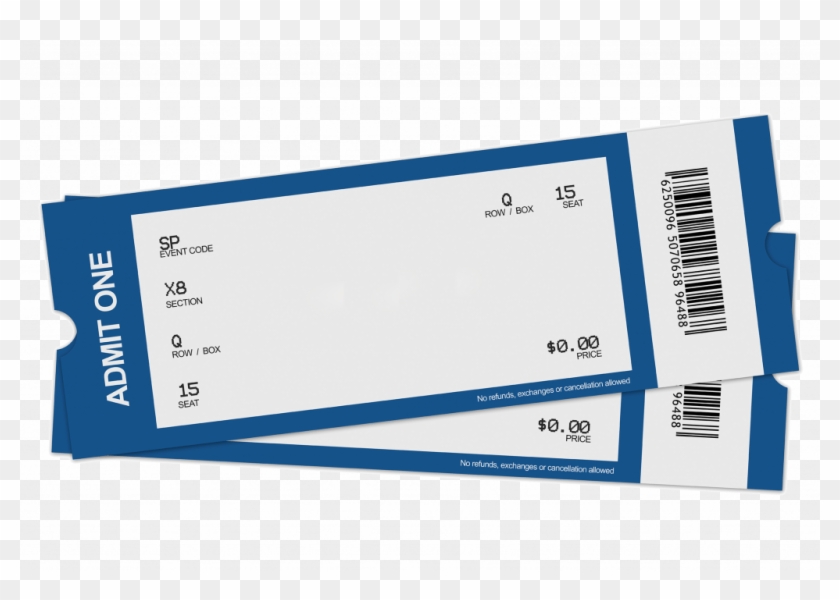 ADMIT ONE
SP
EVENT CODE
X8
SECTION
Q
ROW / BOX
15
SEAT
Q
ROW / BOX
15
SEAT
$0.00
PRICE
No refunds, exchanges or cancellation allowed
6250096 5070658 96488
$0.00
PRICE
No refunds, exchanges or cancellation allowed
96488